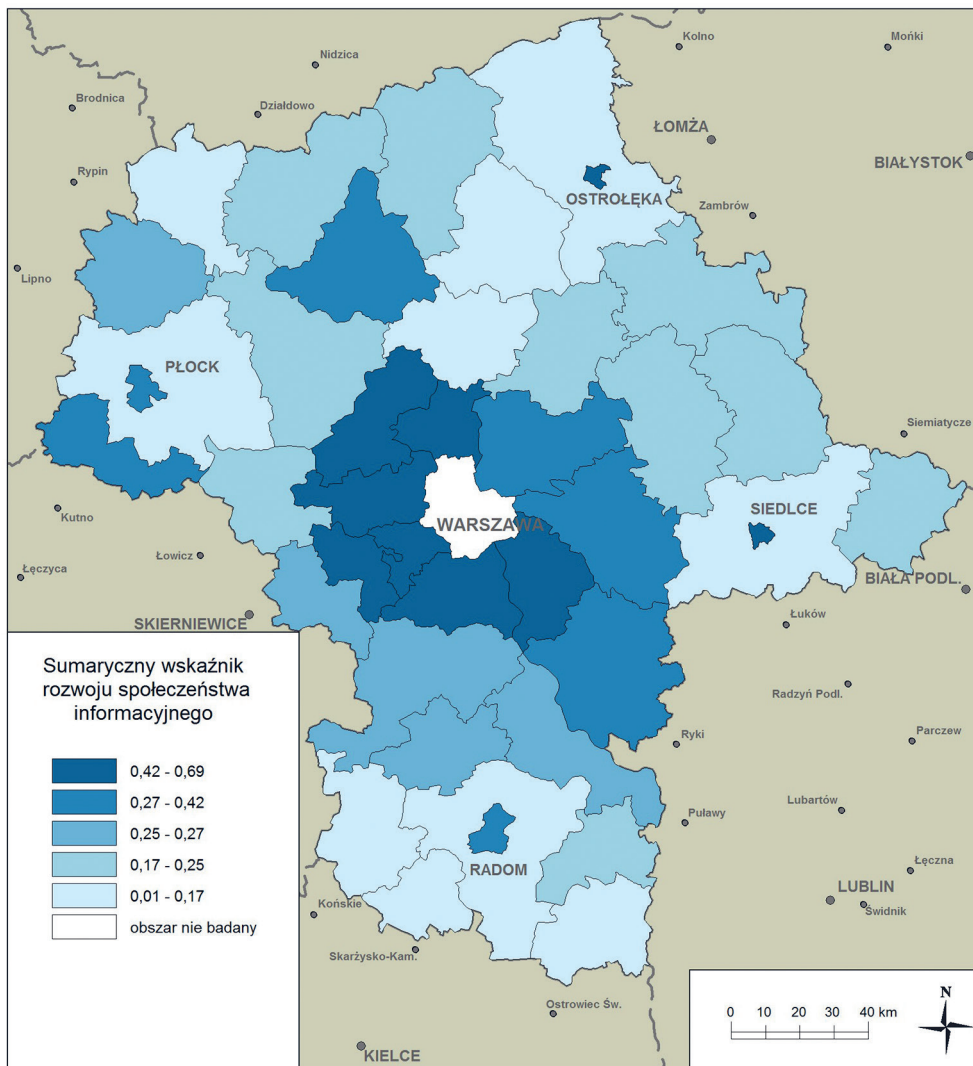 Kolno
Mońki
Nidzica
Brodnica
Działdowo
ŁOMŻA
BIAŁYSTOK
Rypin
OSTROŁĘKA
Zambrów
Lipno
PŁOCK
Siemiatycze
Kutno
WARSZAWA
SIEDLCE
Łowicz
Łęczyca
BIAŁA PODL.
SKIERNIEWICE
Łuków
Radzyń Podl.
Ryki
Parczew
Puławy
Lubartów
RADOM
Łęczna
LUBLIN
Świdnik
Końskie
Skarżysko-Kam.
Ostrowiec Św.
KIELCE
Sumaryczny wskaźnik
rozwoju społeczeństwa
informacyjnego
0,42 - 0,69
0,27 - 0,42
0,25 - 0,27
0,17 - 0,25
0,01 - 0,17
obszar nie badany
0 10 20 30 40 km
N